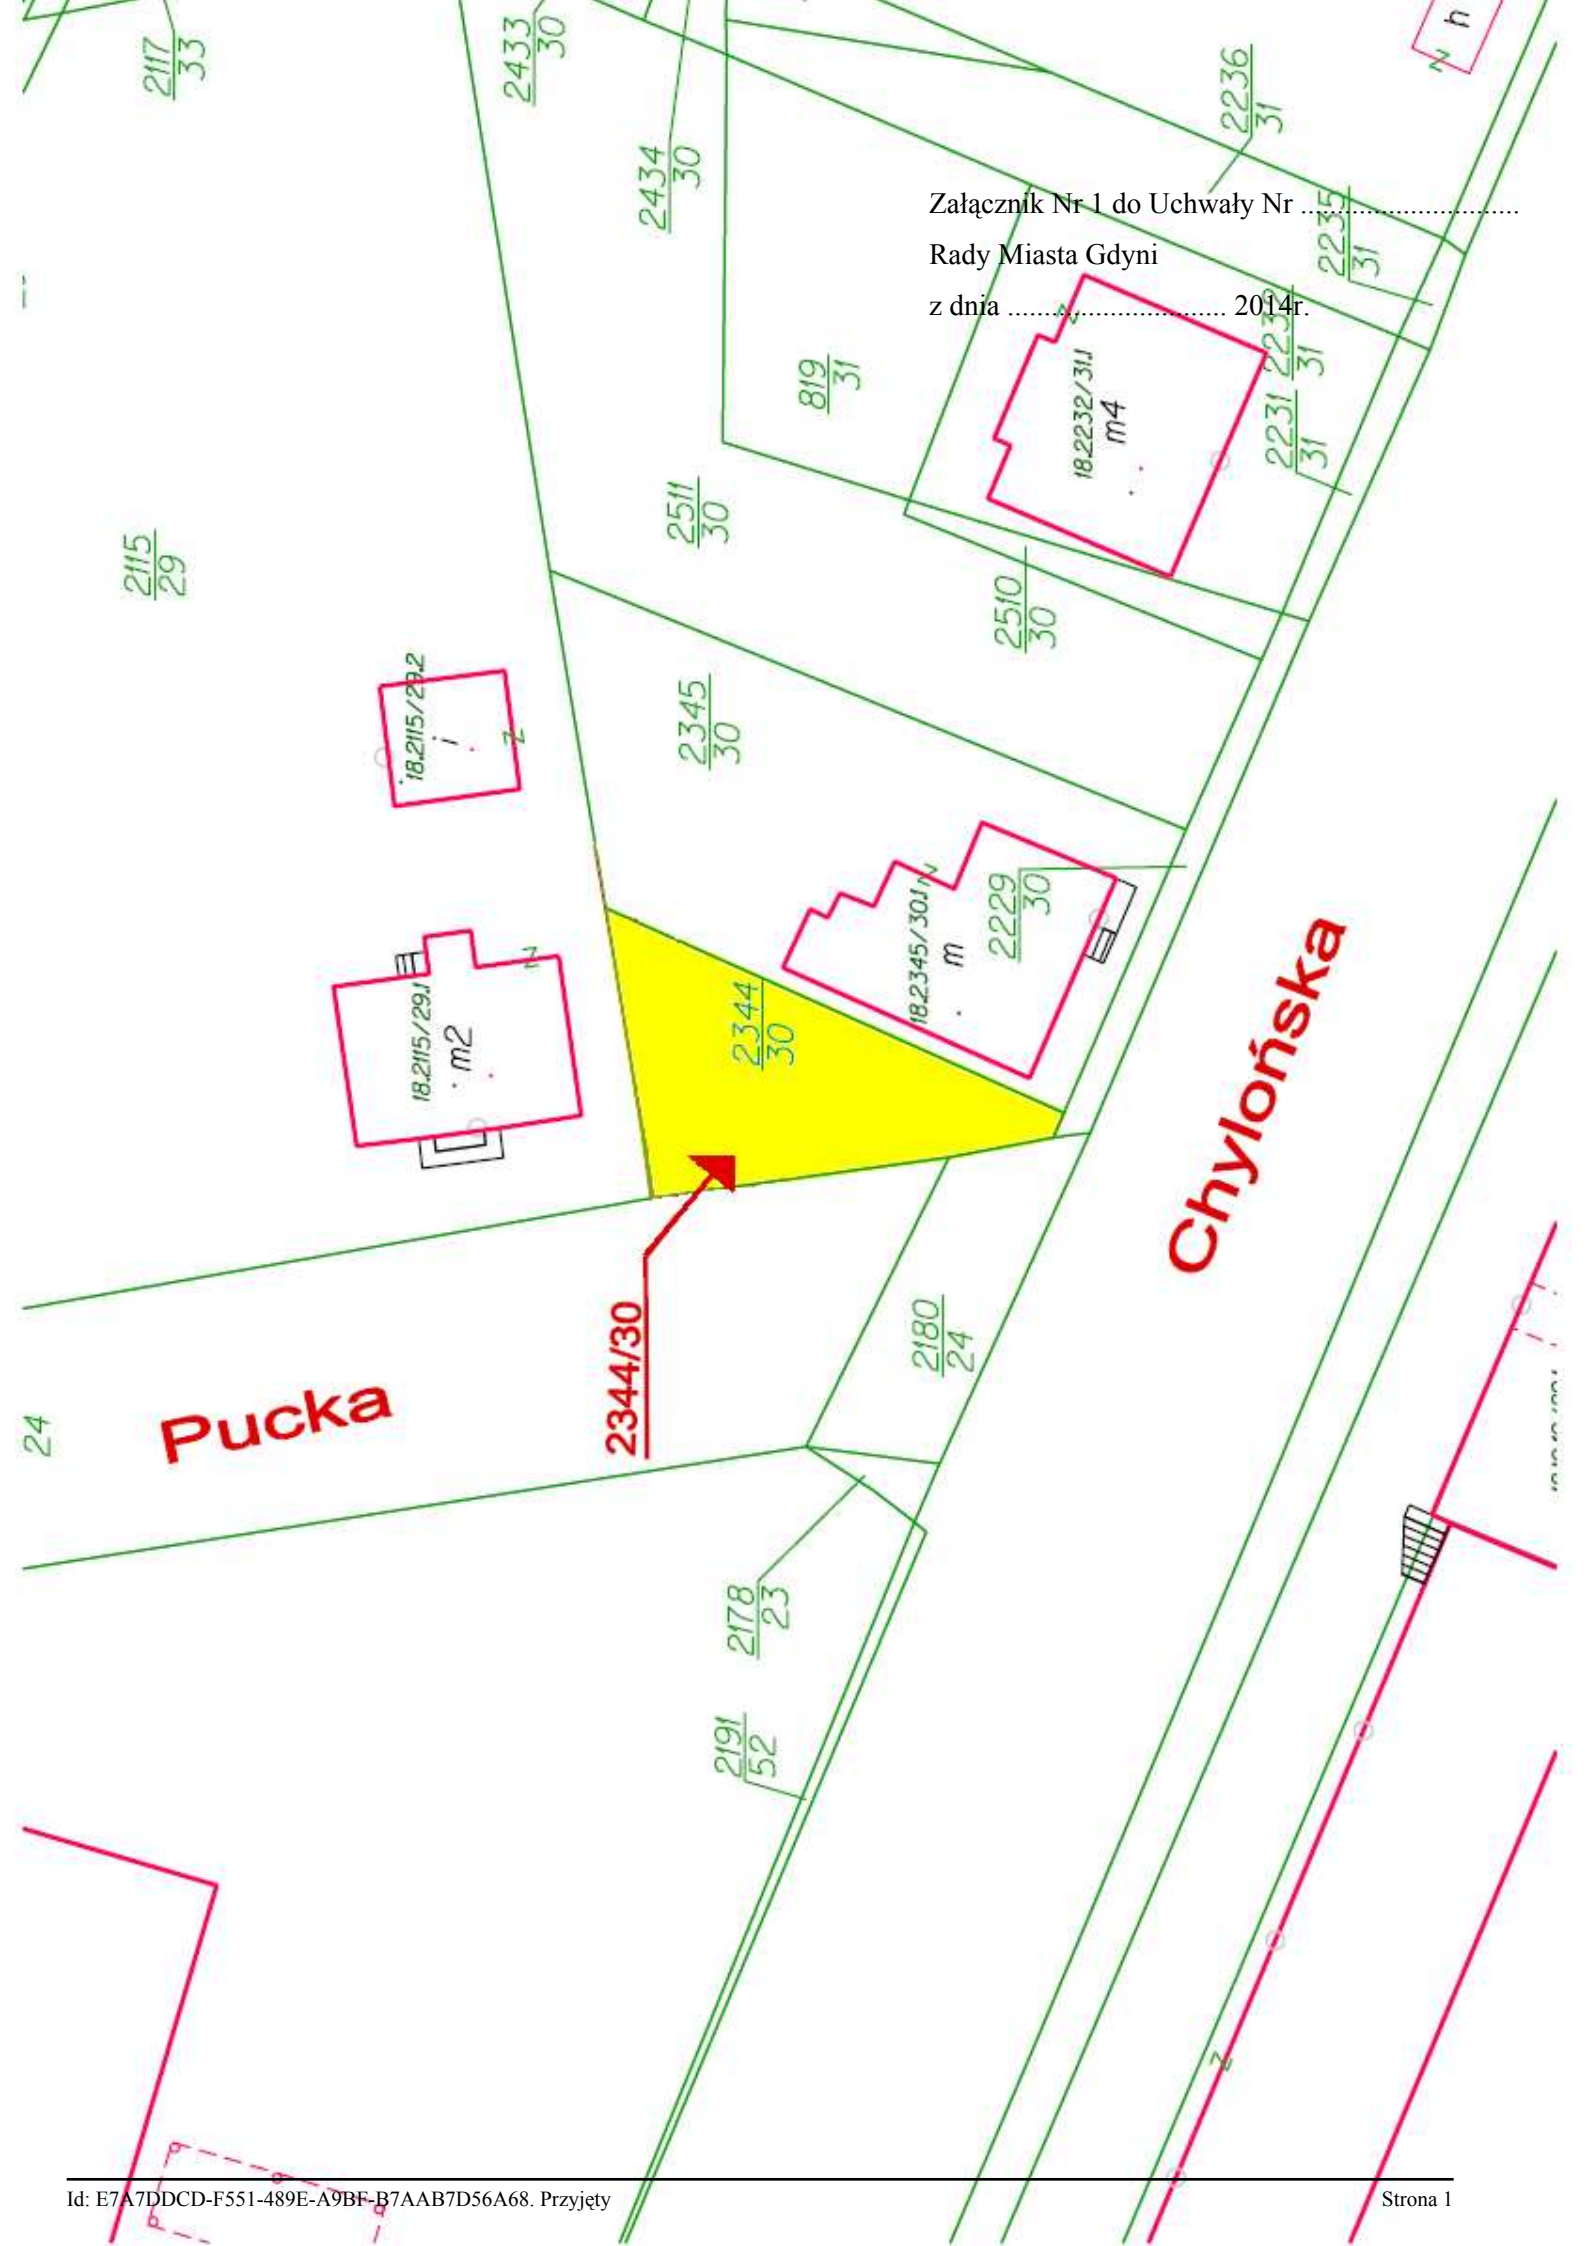 2117
33
2433
30
2434
30
2236
31
h
Z
Załącznik Nr 1 do Uchwały Nr ..............................
Rady Miasta Gdyni
z dnia .............................. 2014r.
2235
31
2232
31
Z
819
31
18.2232/31.1
m4
2231
31
2511
30
2115
29
2510
30
18.2115/29.2
i
Z
2345
30
18.2345/30.1
m
Z
2229
30
18.2115/29.1
m2
Z
2344
30
Chylońska
2344/30
2180
24
Pucka
24
2178
23
2191
52
Z
Id: E7A7DDCD-F551-489E-A9BF-B7AAB7D56A68. Przyjęty
Strona 1